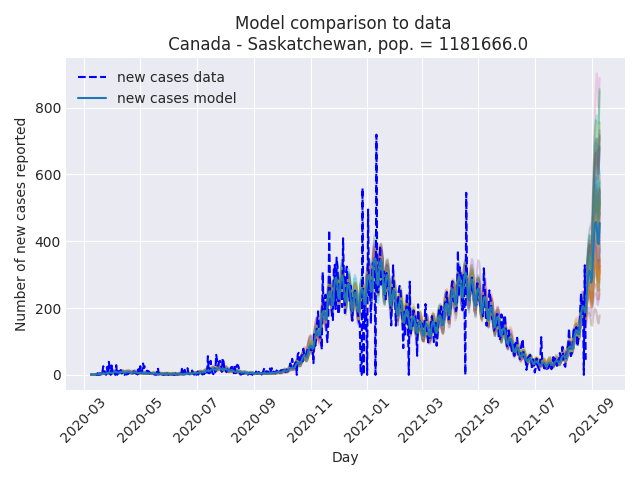 Model comparison to data
Canada - Saskatchewan, pop. = 1181666.0
new cases data
new cases model
Number of new cases reported
800
600
400
200
0
2020-03
2020-05
2020-07
2020-09
2020-11
2021-01
2021-03
2021-05
2021-07
2021-09
Day